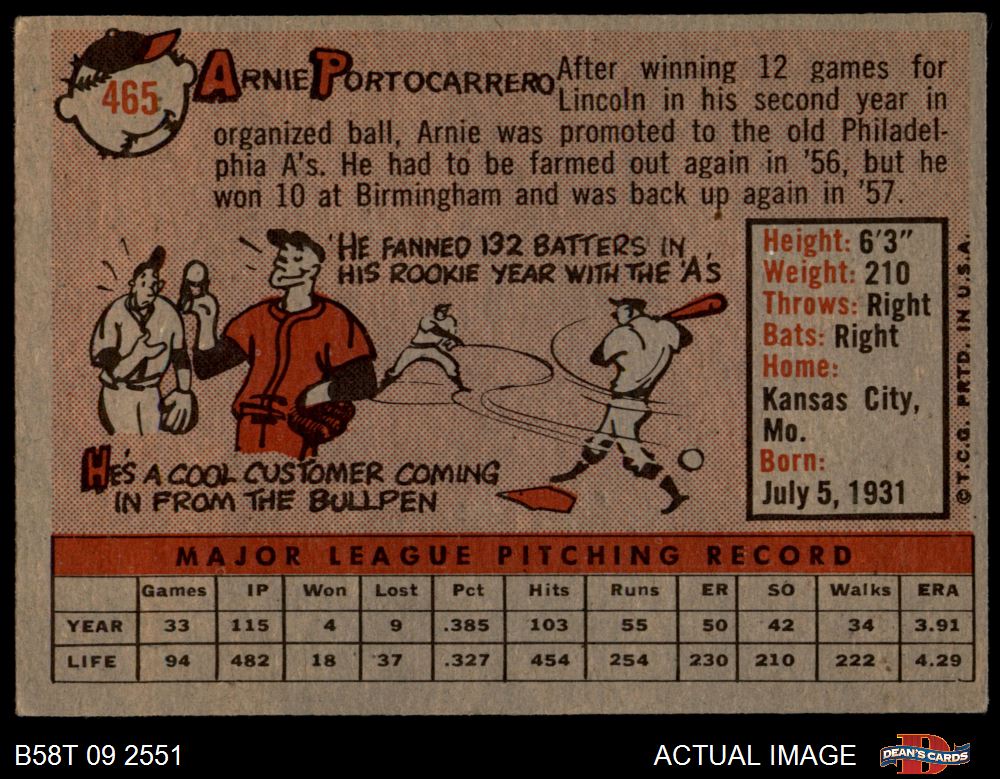 465
ARNIE PORTOCARRERO After winning 12 games for
Lincoln in his second year in
organized ball, Arnie was promoted to the old Philadel-
phia A's. He had to be farmed out again in '56, but he
won 10 at Birmingham and was back up again in '57.
HE FANNED 132 BATTERS IN
HIS ROOKIE YEAR WITH THE 'A's
HE'S A COOL CUSTOMER COMING
IN FROM THE BULLPEN
Height: 6'3"
Weight: 210
Throws: Right
Bats: Right
Home:
Kansas City,
Mo.
Born:
July 5, 1931
© T.C.G. PRTD. IN U.S.A.
MAJOR LEAGUE PITCHING RECORD
Games IP Won Lost Pct Hits Runs ER SO Walks ERA
YEAR 33 115 4 9 .385 103 55 50 42 34 3.91
LIFE 94 482 18 37 .327 454 254 230 210 222 4.29
B58T 09 2551 ACTUAL IMAGE DEAN'S CARDS